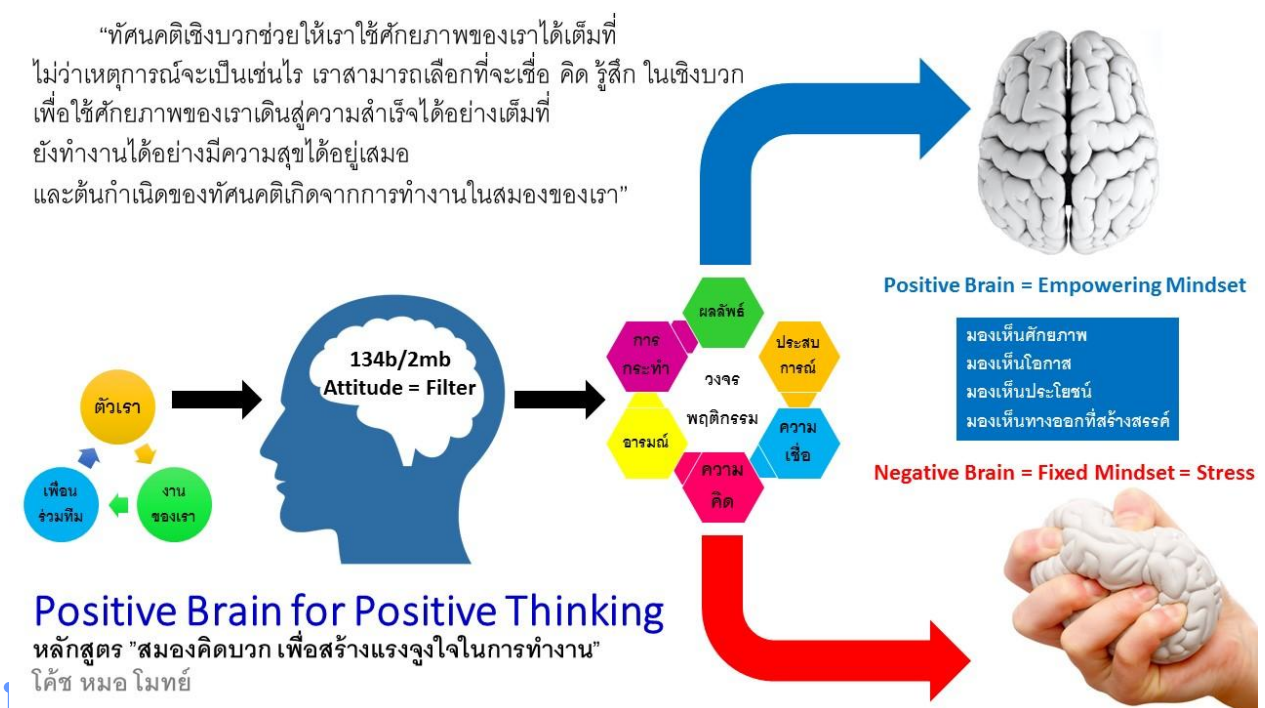 “ทัศนคติเชิงบวกช่วยให้เราใช้ศักยภาพของเราได้เต็มที่
ไม่ว่าเหตุการณ์จะเป็นเช่นไร เราสามารถเลือกที่จะเชื่อ คิด รู้สึก ในเชิงบวก
เพื่อใช้ศักยภาพของเราเดินสู่ความสำเร็จได้อย่างเต็มที่
ยังทำงานได้อย่างมีความสุขได้อยู่เสมอ
และต้นกำเนิดของทัศนคติเกิดจากการทำงานในสมองของเรา”
ตัวเรา
เพื่อน
ร่วมทีม
งาน
ของเรา
134b/2mb
Attitude = Filter
ผลลัพธ์
ประสบ
การณ์
ความ
เชื่อ
ความ
คิด
อารมณ์
การ
กระทำ
วงจร
พฤติกรรม
Positive Brain = Empowering Mindset
มองเห็นศักยภาพ
มองเห็นโอกาส
มองเห็นประโยชน์
มองเห็นทางออกที่สร้างสรรค์
Negative Brain = Fixed Mindset = Stress
Positive Brain for Positive Thinking
หลักสูตร ”สมองคิดบวก เพื่อสร้างแรงจูงใจในการทำงาน”
โค้ช หมอ โมทย์